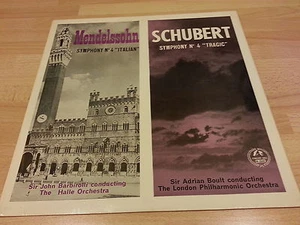 Mendelssohn
SYMPHONY Nº 4 "ITALIAN"
Sir John Barbirolli conducting
The Halle Orchestra
SCHUBERT
SYMPHONY Nº 4 "TRAGIC"
Sir Adrian Boult conducting
The London Philharmonic Orchestra